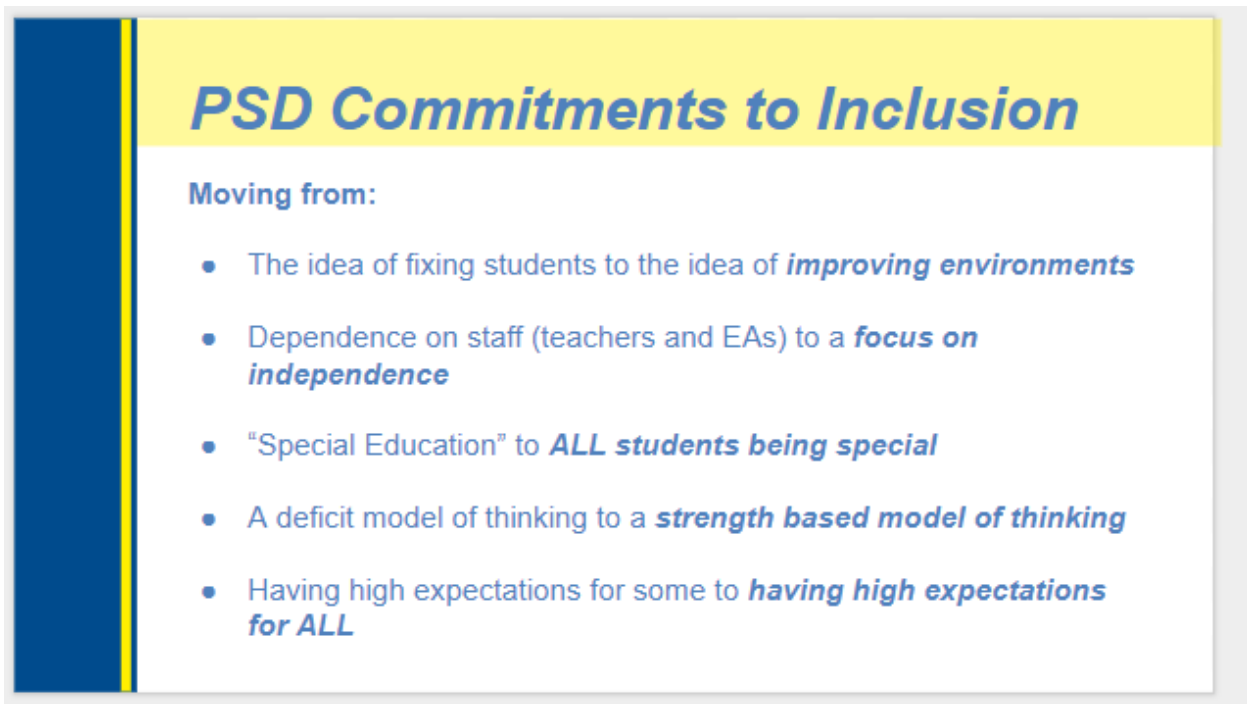 PSD Commitments to Inclusion
Moving from:
● The idea of fixing students to the idea of improving environments
● Dependence on staff (teachers and EAs) to a focus on
independence
● “Special Education” to ALL students being special
● A deficit model of thinking to a strength based model of thinking
● Having high expectations for some to having high expectations
for ALL